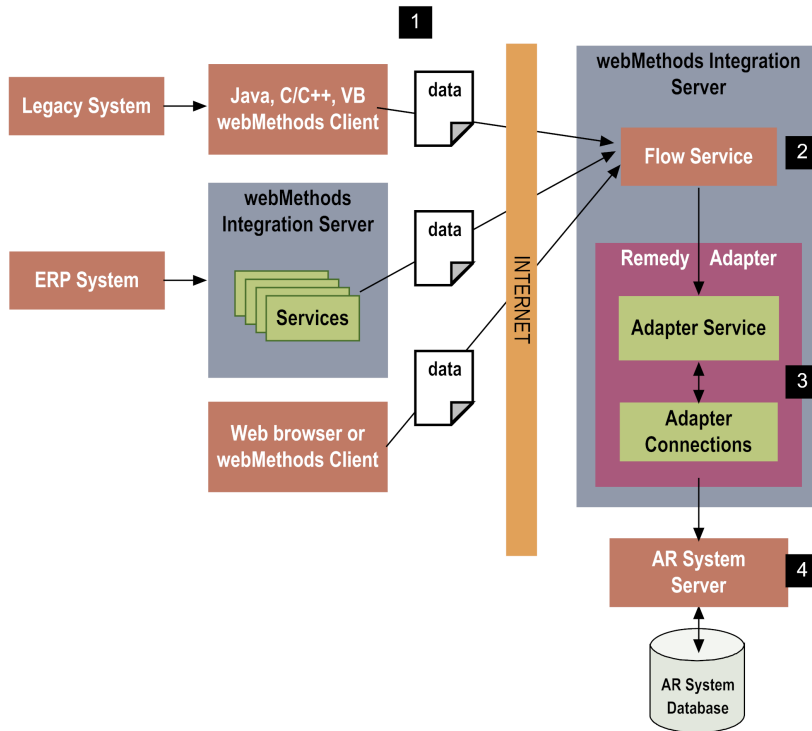 1
webMethods Integration
Server
Legacy System
Java, C/C++, VB
webMethods Client
data
Flow Service
2
webMethods
Integration Server
data
ERP System
Services
INTERNET
Remedy Adapter
Adapter Service
3
data
Adapter
Connections
Web browser or
webMethods Client
AR System
Server
4
AR System
Database